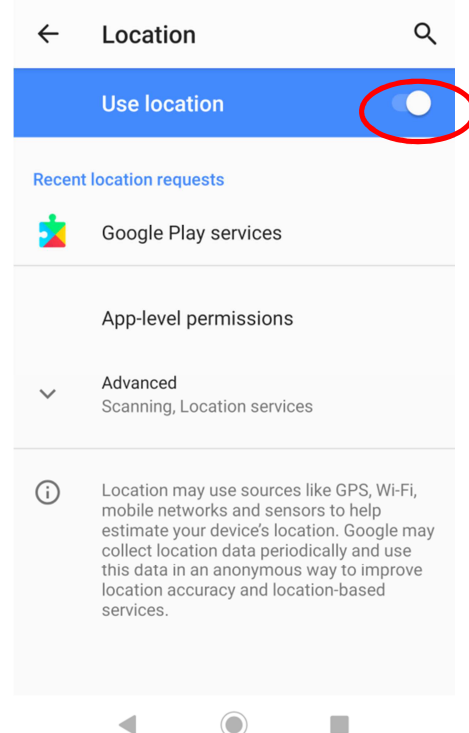 Location
Use location
Recent location requests
Google Play services
App-level permissions
Advanced
Scanning, Location services
Location may use sources like GPS, Wi-Fi,
mobile networks and sensors to help
estimate your device's location. Google may
collect location data periodically and use
this data in an anonymous way to improve
location accuracy and location-based
services.